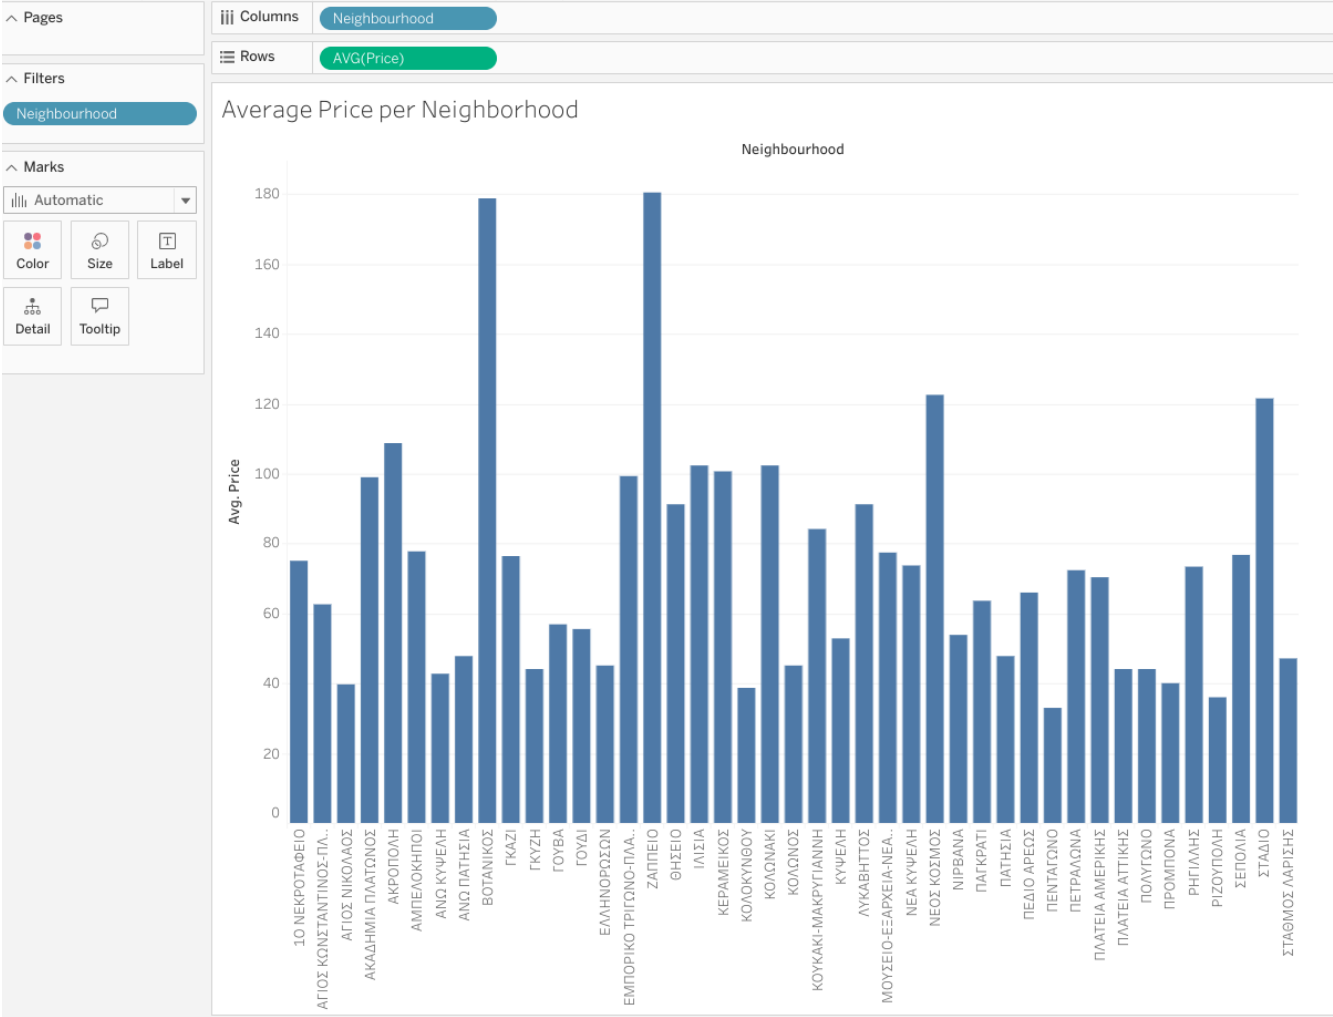 Pages
Columns
Neighbourhood
Rows
AVG(Price)
Filters
Neighbourhood
Marks
Automatic
Color
Size
Label
Detail
Tooltip
Average Price per Neighborhood
Neighbourhood
180
160
140
120
100
80
60
40
20
0
Avg. Price
1Ο ΝΕΚΡΟΤΑΦΕΙΟ
ΑΓΙΟΣ ΚΩΝΣΤΑΝΤΙΝΟΣ-ΠΛ..
ΑΓΙΟΣ ΝΙΚΟΛΑΟΣ
ΑΚΑΔΗΜΙΑ ΠΛΑΤΩΝΟΣ
ΑΚΡΟΠΟΛΗ
ΑΜΠΕΛΟΚΗΠΟΙ
ΑΝΩ ΚΥΨΕΛΗ
ΑΝΩ ΠΑΤΗΣΙΑ
ΒΟΤΑΝΙΚΟΣ
ΓΚΑΖΙ
ΓΚΥΖΗ
ΓΟΥΒΑ
ΓΟΥΔΙ
ΕΛΛΗΝΟΡΩΣΩΝ
ΕΜΠΟΡΙΚΟ ΤΡΙΓΩΝΟ-ΠΛΑ..
ΖΑΠΠΕΙΟ
ΘΗΣΕΙΟ
ΙΛΙΣΙΑ
ΚΕΡΑΜΕΙΚΟΣ
ΚΟΛΟΚΥΝΘΟΥ
ΚΟΛΩΝΑΚΙ
ΚΟΛΩΝΟΣ
ΚΟΥΚΑΚΙ-ΜΑΚΡΥΓΙΑΝΝΗ
ΚΥΨΕΛΗ
ΛΥΚΑΒΗΤΤΟΣ
ΜΟΥΣΕΙΟ-ΕΞΑΡΧΕΙΑ-ΝΕΑ..
ΝΕΑ ΚΥΨΕΛΗ
ΝΕΟΣ ΚΟΣΜΟΣ
ΝΙΡΒΑΝΑ
ΠΑΓΚΡΑΤΙ
ΠΑΤΗΣΙΑ
ΠΕΔΙΟ ΑΡΕΩΣ
ΠΕΝΤΑΓΩΝΟ
ΠΕΤΡΑΛΩΝΑ
ΠΛΑΤΕΙΑ ΑΜΕΡΙΚΗΣ
ΠΛΑΤΕΙΑ ΑΤΤΙΚΗΣ
ΠΟΛΥΓΩΝΟ
ΠΡΟΜΠΟΝΑ
ΡΗΓΙΛΛΗΣ
ΡΙΖΟΥΠΟΛΗ
ΣΕΠΟΛΙΑ
ΣΤΑΔΙΟ
ΣΤΑΘΜΟΣ ΛΑΡΙΣΗΣ